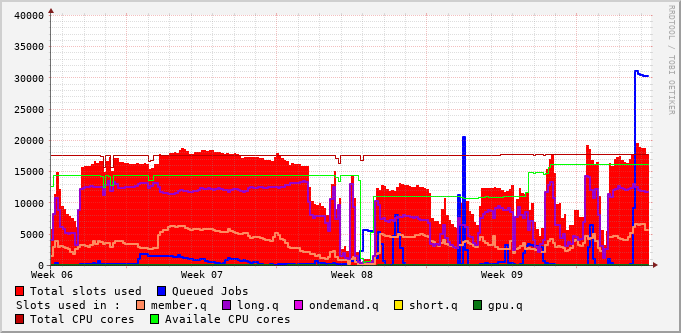 40000
35000
30000
25000
20000
15000
10000
5000
0
Week 06 Week 07 Week 08 Week 09
RRDTOOL / TOBI OETIKER
Total slots used Queued Jobs
Slots used in : member.q long.q ondemand.q short.q gpu.q
Total CPU cores Availale CPU cores